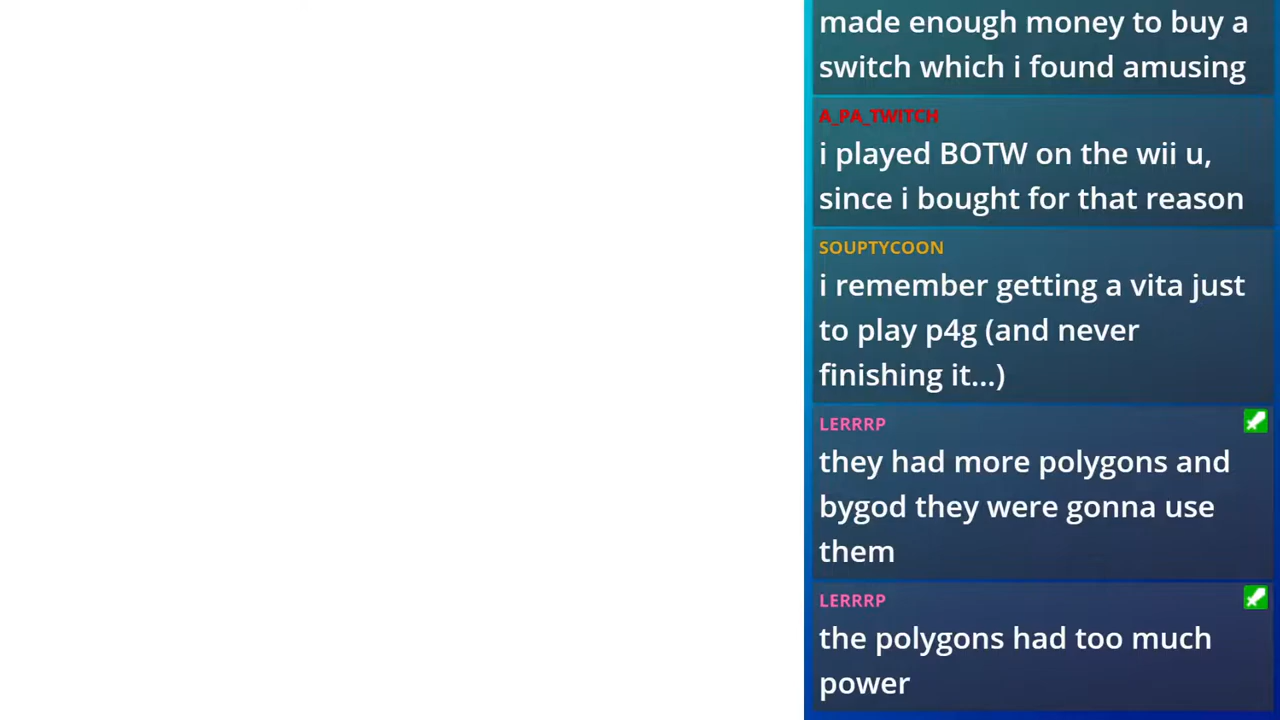 made enough money to buy a
switch which i found amusing
A_PA_TWITCH
i played BOTW on the wii u,
since i bought for that reason
SOUPTYCOON
i remember getting a vita just
to play p4g (and never
finishing it...)
LERRRP
they had more polygons and
bygod they were gonna use
them
LERRRP
the polygons had too much
power